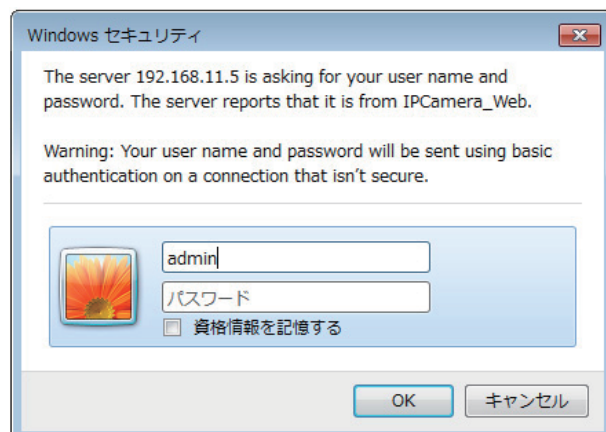 Windows セキュリティ
The server 192.168.11.5 is asking for your user name and
password. The server reports that it is from IPCamera_Web.
Warning: Your user name and password will be sent using basic
authentication on a connection that isn't secure.
admin
パスワード
資格情報を記憶する
OK
キャンセル